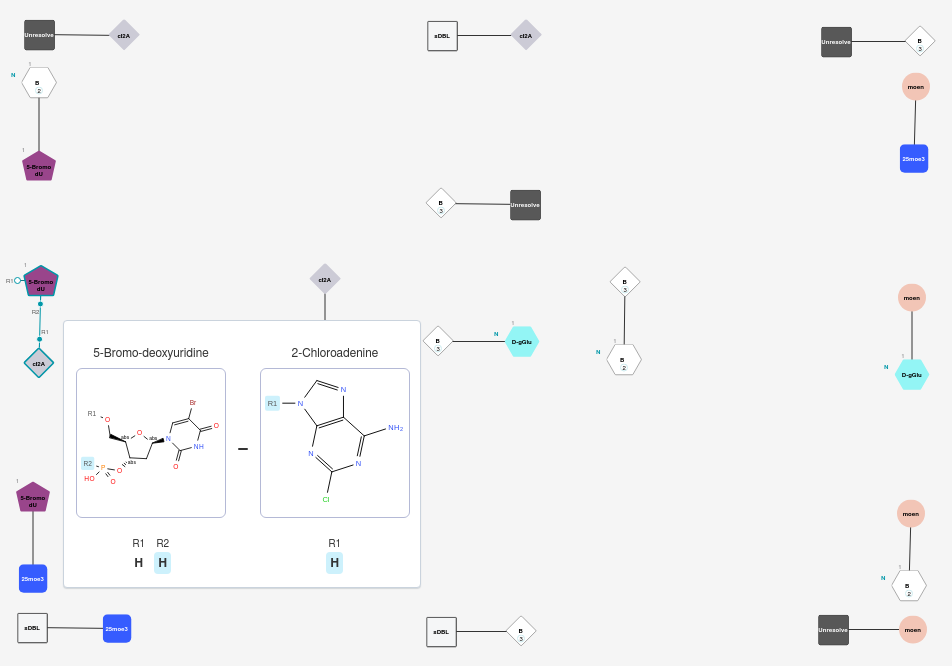 Unresolve
cl2A
sDBL
cl2A
Unresolve
B
3
1
N
B
2
moen
1
5-Bromo
dU
25moe3
B
3
Unresolve
1
R1
5-Bromo
dU
R2
R1
cl2A
cl2A
B
3
moen
B
3
1
N
D-gGlu
1
N
B
2
1
N
D-gGlu
5-Bromo-deoxyuridine
2-Chloroadenine
R1
O
Br
O
abs
abs
abs
N
O
NH
O
R2
P
O
HO
O
R1
N
N
NH2
N
N
Cl
R1 R2
H H
R1
H
1
5-Bromo
dU
25moe3
moen
1
N
B
2
sDBL
25moe3
sDBL
B
3
Unresolve
moen